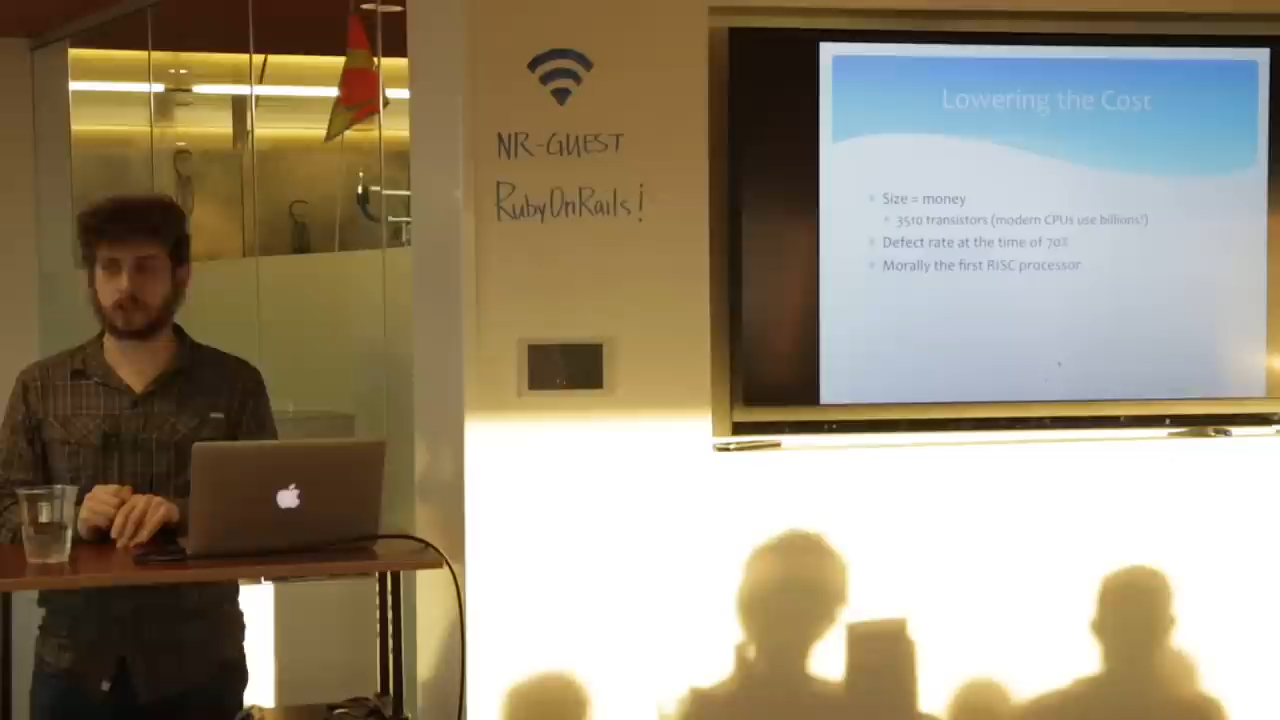 NR-GUEST
RubyOnRails!
Lowering the Cost
Size = money
3510 transistors (modern CPUs use billions!)
Defect rate at the time of 70%
Morally the first RISC processor